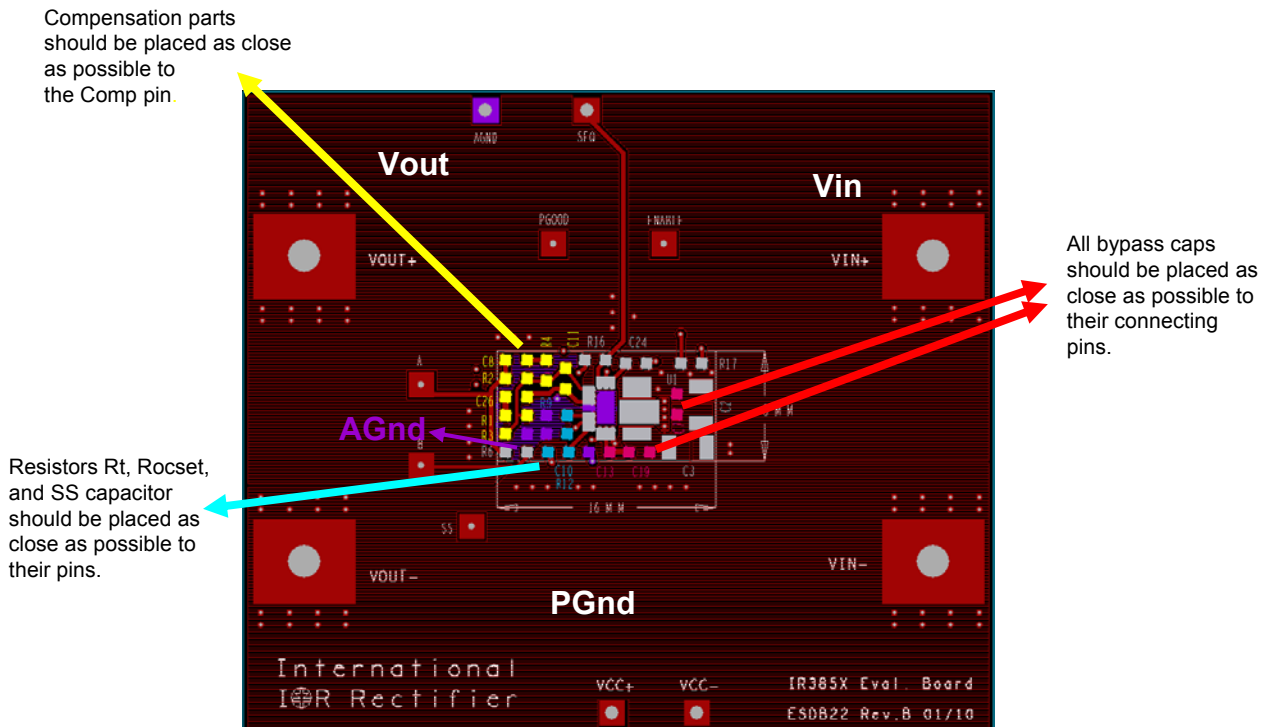 Compensation parts
should be placed as close
as possible to
the Comp pin.
AGND
SEQ
Vout
Vin
PGOOD
ENABLE
VOUT+
VIN+
All bypass caps
should be placed as
close as possible to
their connecting
pins.
R4
C11
R16
C24
C8
R17
A
R2
U1
C26
C2
R9
R1
R3
AGnd
R6
C10
C13
C19
C3
R12
Resistors Rt, Rocset,
and SS capacitor
should be placed as
close as possible to
their pins.
16 MM
SS
VIN-
VOUT-
PGnd
International
IOR Rectifier
VCC+
VCC-
IR385X Eval. Board
ESDB22 Rev.B 01/10